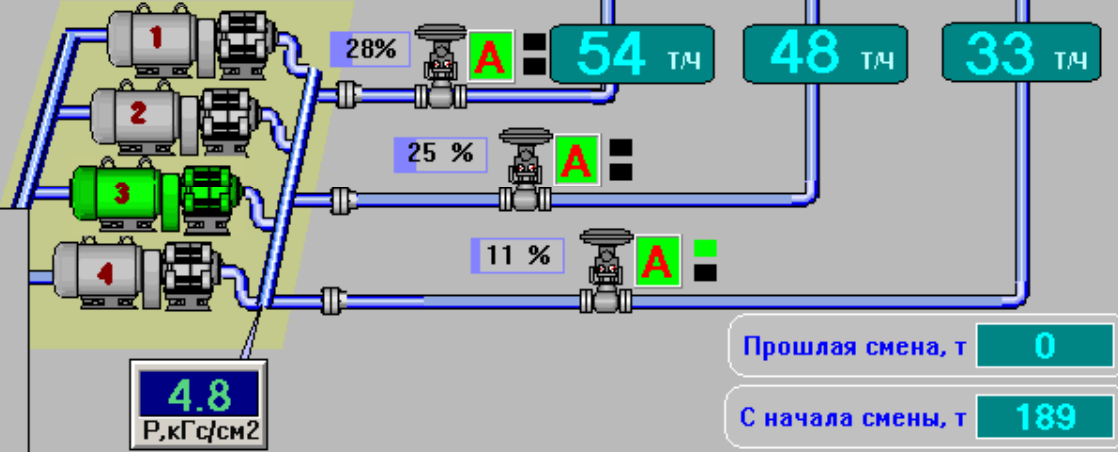 1
28%
A
54 т/ч
48 т/ч
33 т/ч
2
25 %
A
3
11 %
A
4
Прошлая смена, т 0
4.8
Р,кГс/см2
С начала смены, т 189